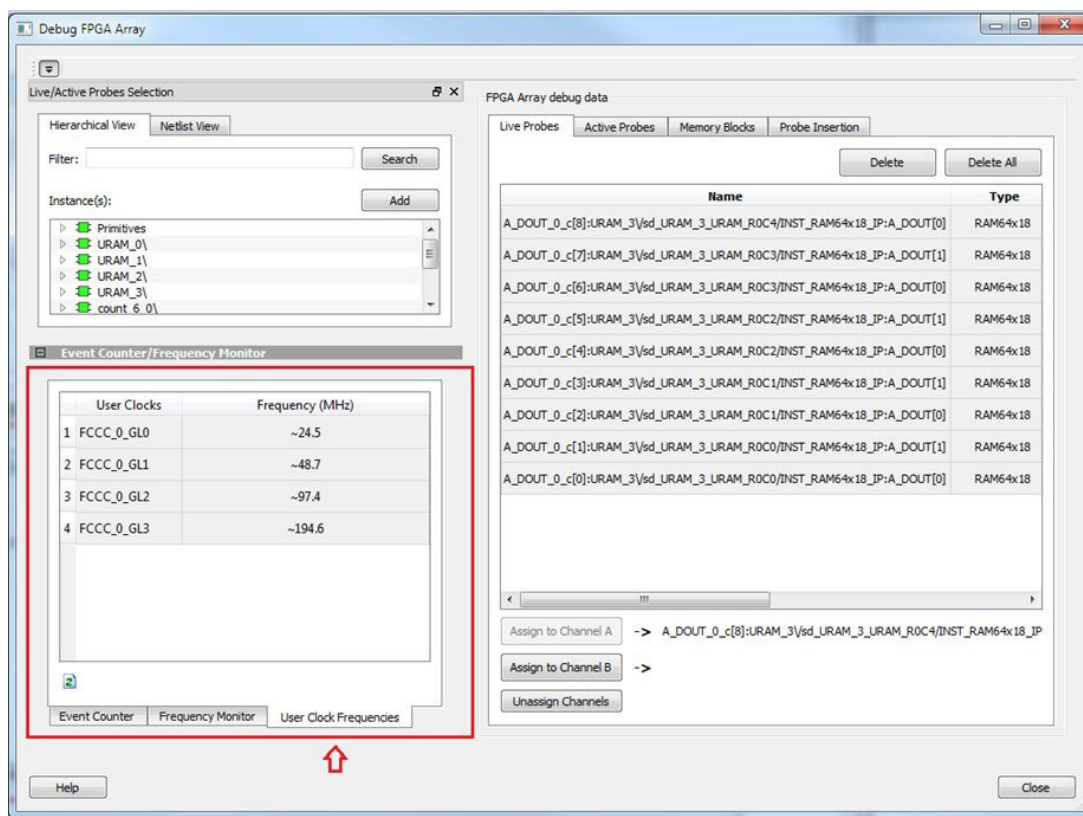 Debug FPGA Array
Live/Active Probes Selection
Hierarchical View Netlist View
Filter: Search
Instance(s): Add
Primitives
URAM_0\
URAM_1\
URAM_2\
URAM_3\
count_6_0\
Event Counter/Frequency Monitor
User Clocks Frequency (MHz)
1 FCCC_0_GL0 ~24.5
2 FCCC_0_GL1 ~48.7
3 FCCC_0_GL2 ~97.4
4 FCCC_0_GL3 ~194.6
Event Counter Frequency Monitor User Clock Frequencies
FPGA Array debug data
Live Probes Active Probes Memory Blocks Probe Insertion
Delete Delete All
Name Type
A_DOUT_0_c[8]:URAM_3\/sd_URAM_3_URAM_R0C4/INST_RAM64x18_IP:A_DOUT[0] RAM64x18
A_DOUT_0_c[7]:URAM_3\/sd_URAM_3_URAM_R0C3/INST_RAM64x18_IP:A_DOUT[1] RAM64x18
A_DOUT_0_c[6]:URAM_3\/sd_URAM_3_URAM_R0C3/INST_RAM64x18_IP:A_DOUT[0] RAM64x18
A_DOUT_0_c[5]:URAM_3\/sd_URAM_3_URAM_R0C2/INST_RAM64x18_IP:A_DOUT[1] RAM64x18
A_DOUT_0_c[4]:URAM_3\/sd_URAM_3_URAM_R0C2/INST_RAM64x18_IP:A_DOUT[0] RAM64x18
A_DOUT_0_c[3]:URAM_3\/sd_URAM_3_URAM_R0C1/INST_RAM64x18_IP:A_DOUT[1] RAM64x18
A_DOUT_0_c[2]:URAM_3\/sd_URAM_3_URAM_R0C1/INST_RAM64x18_IP:A_DOUT[0] RAM64x18
A_DOUT_0_c[1]:URAM_3\/sd_URAM_3_URAM_R0C0/INST_RAM64x18_IP:A_DOUT[1] RAM64x18
A_DOUT_0_c[0]:URAM_3\/sd_URAM_3_URAM_R0C0/INST_RAM64x18_IP:A_DOUT[0] RAM64x18
Assign to Channel A -> A_DOUT_0_c[8]:URAM_3\/sd_URAM_3_URAM_R0C4/INST_RAM64x18_IP
Assign to Channel B ->
Unassign Channels
Help Close